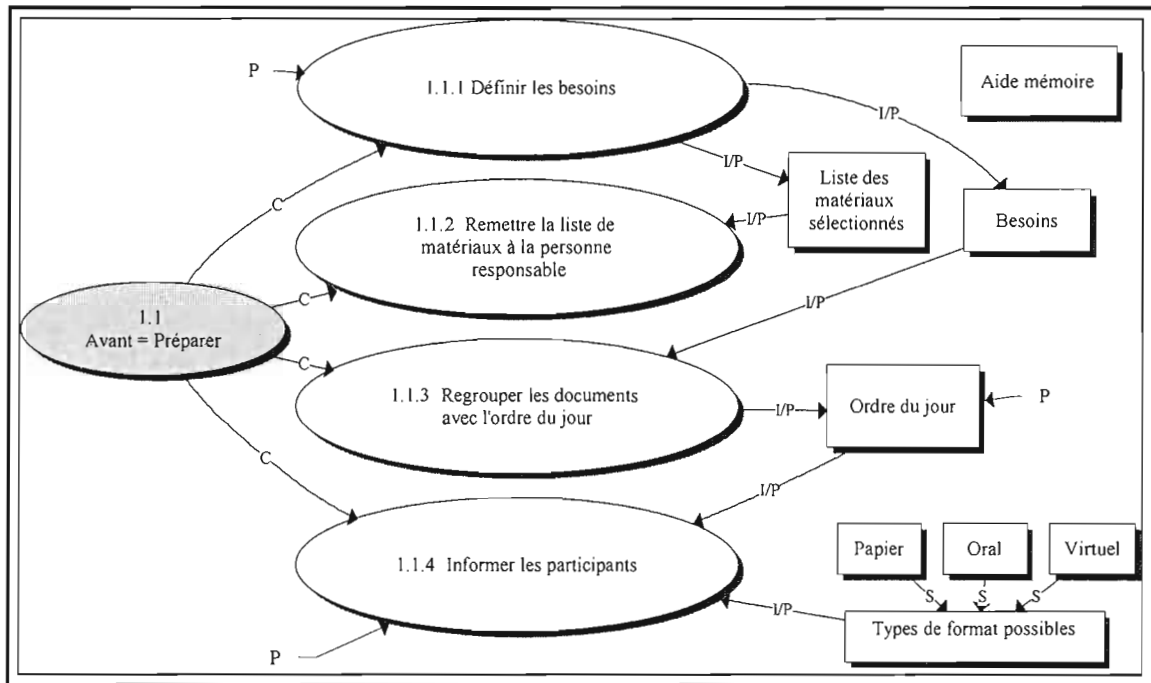 P
1.1.1 Définir les besoins
Aide mémoire
I/P
I/P
Liste des
matériaux
sélectionnés
Besoins
C
1.1.2 Remettre la liste de
matériaux à la personne
responsable
I/P
C
I/P
1.1
Avant = Préparer
C
1.1.3 Regrouper les documents
avec l'ordre du jour
I/P
Ordre du jour
P
C
I/P
1.1.4 Informer les participants
Papier
Oral
Virtuel
S
S
S
I/P
Types de format possibles
P